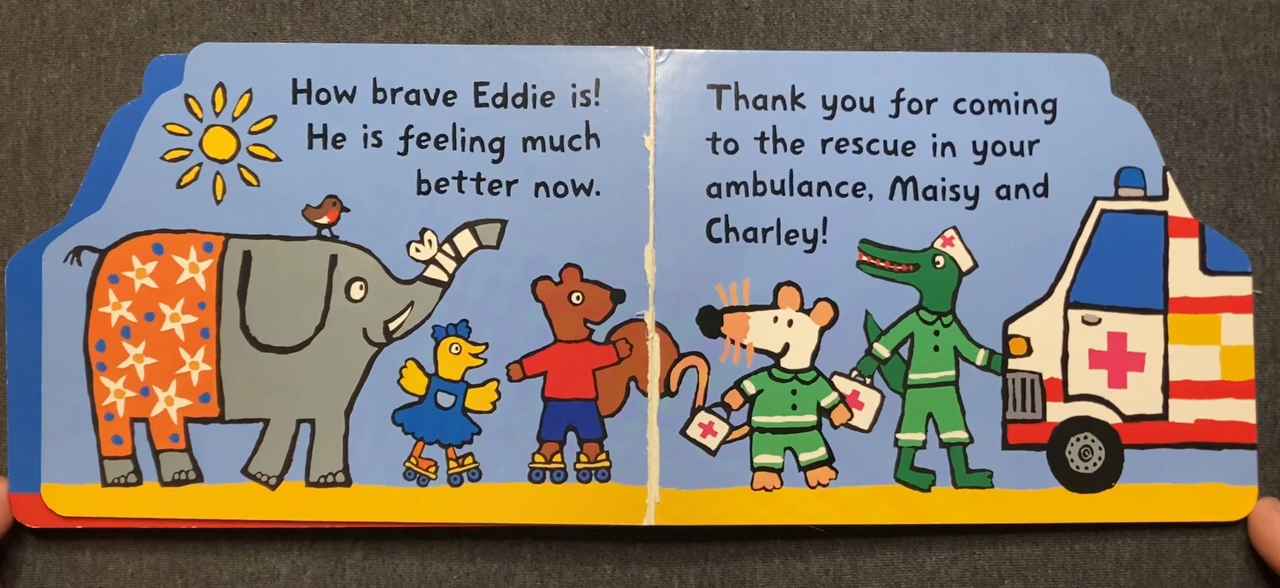 How brave Eddie is!
He is feeling much
better now.
Thank you for coming
to the rescue in your
ambulance, Maisy and
Charley!